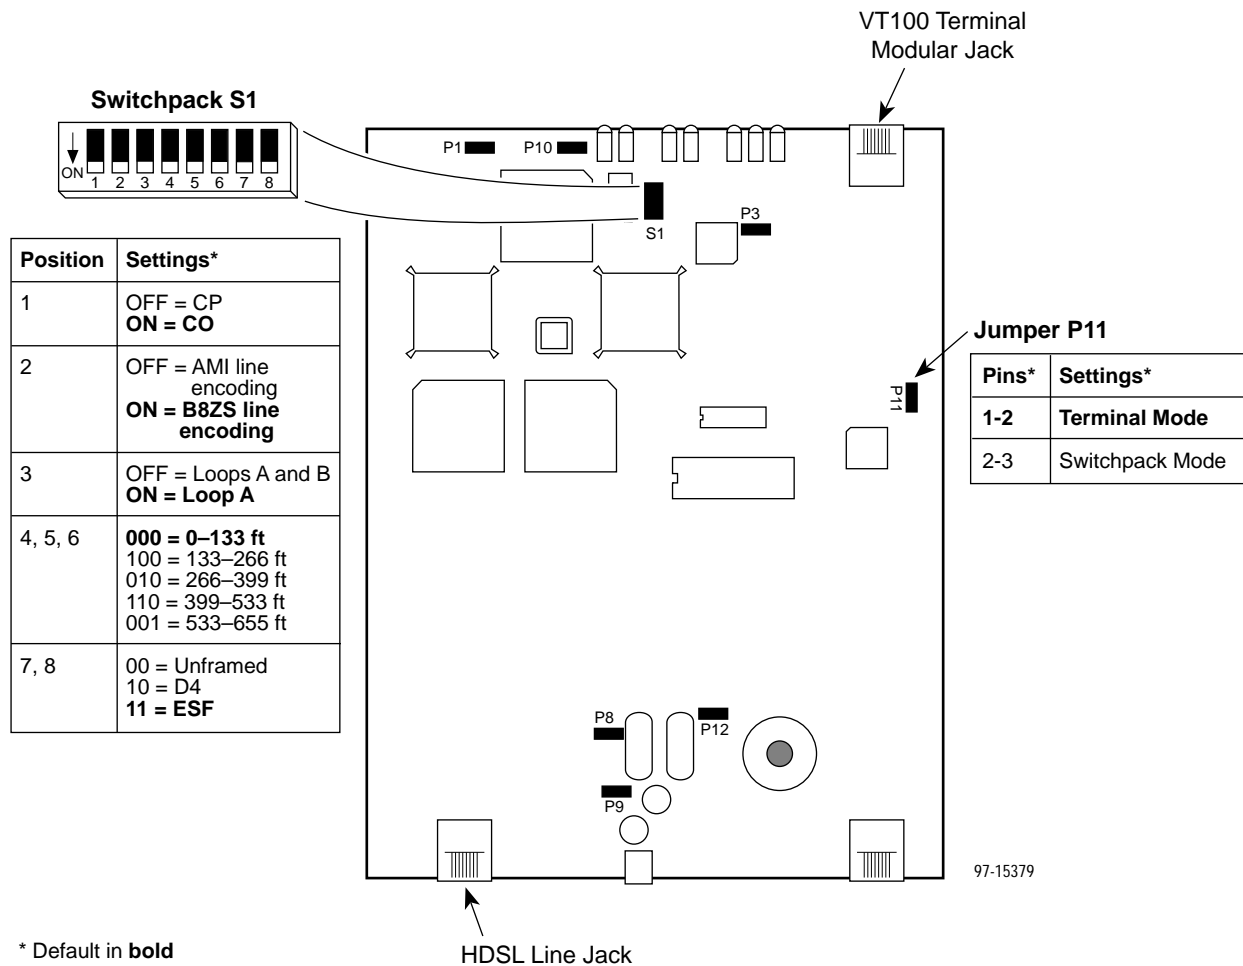 VT100 Terminal
Modular Jack
Switchpack S1
ON
1 2 3 4 5 6 7 8
P1
P10
S1
P3
Position Settings*
1 OFF = CP
ON = CO
2 OFF = AMI line
encoding
ON = B8ZS line
encoding
3 OFF = Loops A and B
ON = Loop A
4, 5, 6 000 = 0–133 ft
100 = 133–266 ft
010 = 266–399 ft
110 = 399–533 ft
001 = 533–655 ft
7, 8 00 = Unframed
10 = D4
11 = ESF
Jumper P11
P11
Pins* Settings*
1-2 Terminal Mode
2-3 Switchpack Mode
P8
P12
P9
97-15379
* Default in bold
HDSL Line Jack